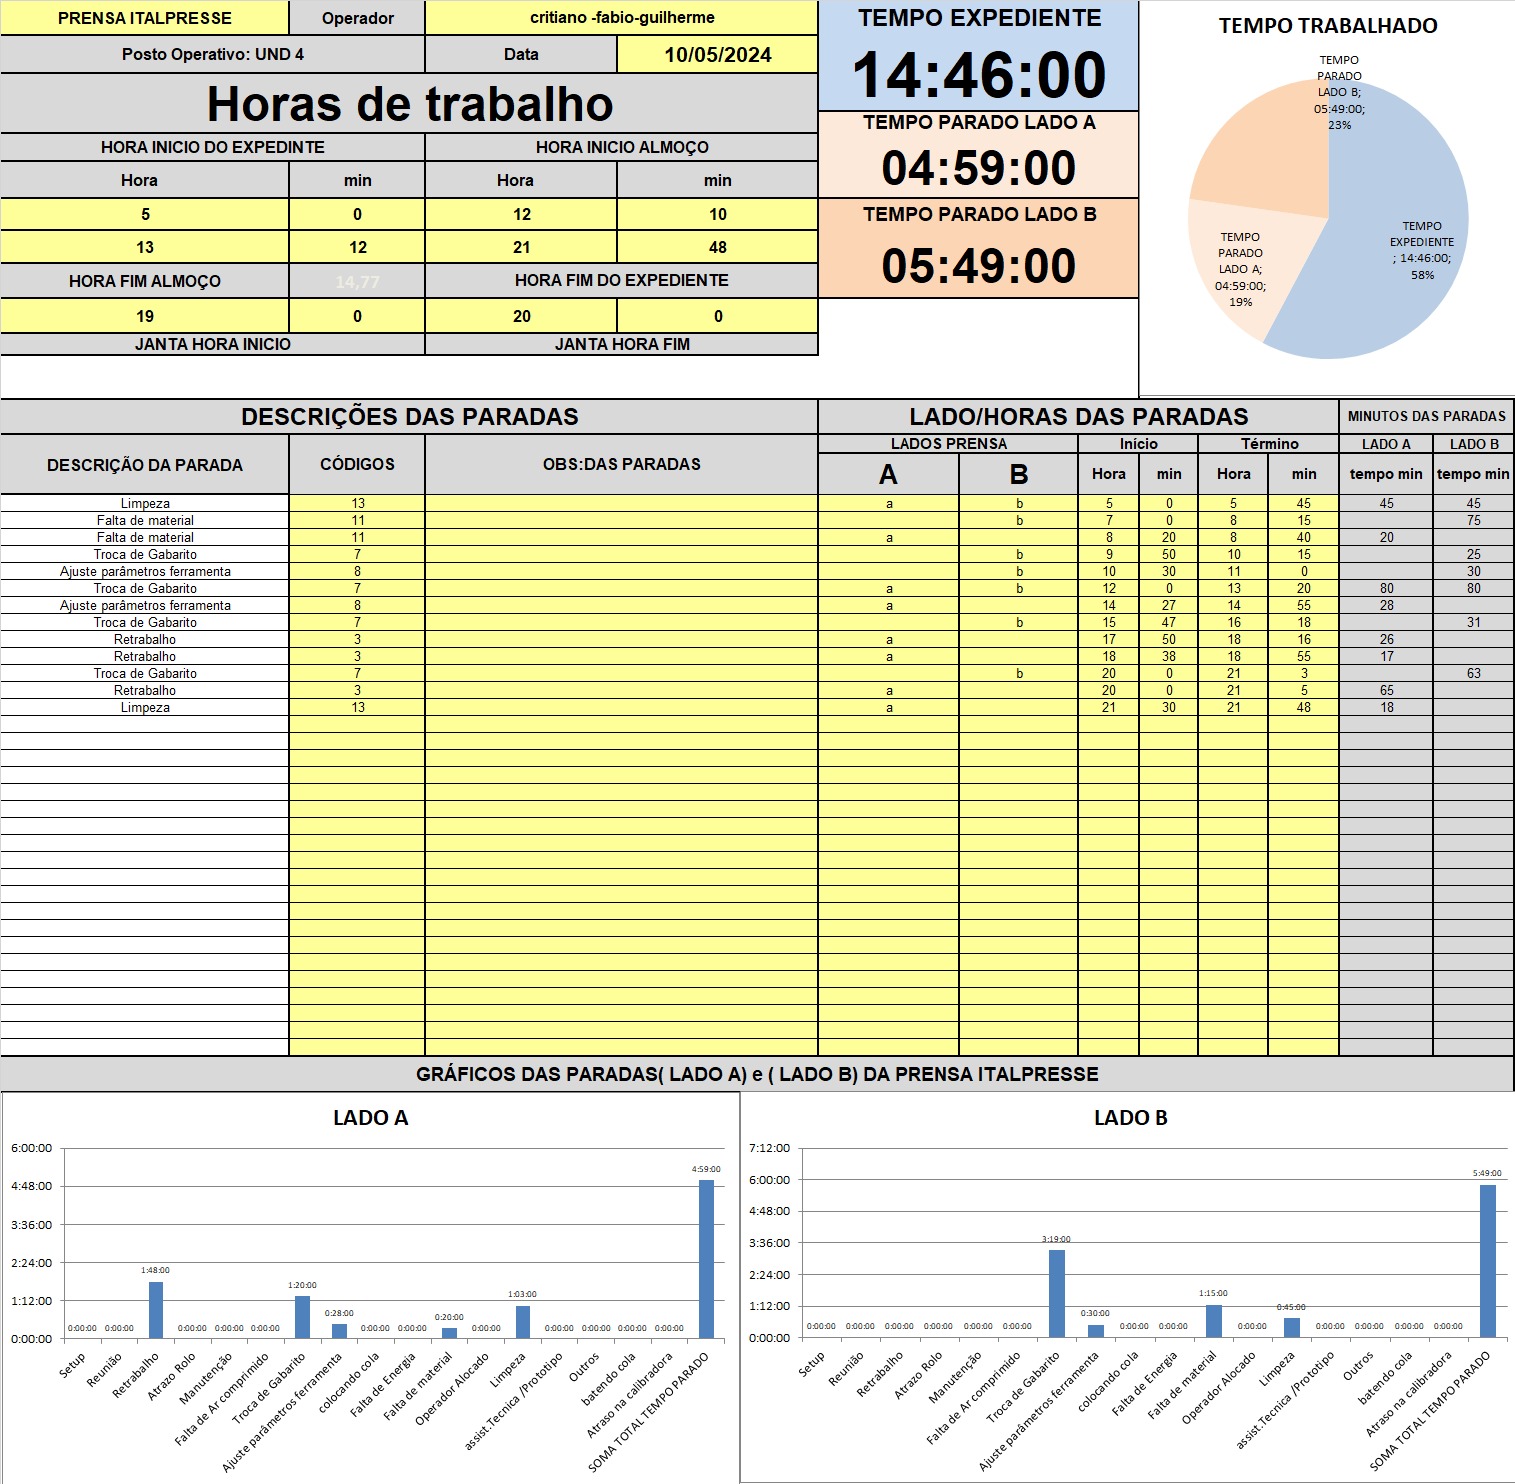 PRENSA ITALPRESSE Operador critiano -fabio-guilherme
Posto Operativo: UND 4 Data 10/05/2024
Horas de trabalho
HORA INICIO DO EXPEDINTE HORA INICIO ALMOÇO
Hora min Hora min
5 0 12 10
13 12 21 48
HORA FIM ALMOÇO 14,77 HORA FIM DO EXPEDIENTE
19 0 20 0
JANTA HORA INICIO JANTA HORA FIM
TEMPO EXPEDIENTE
14:46:00
TEMPO PARADO LADO A
04:59:00
TEMPO PARADO LADO B
05:49:00
TEMPO TRABALHADO
TEMPO
PARADO
LADO B;
05:49:00;
23%
TEMPO
PARADO
LADO A;
04:59:00;
19%
TEMPO
EXPEDIENTE
; 14:46:00;
58%
DESCRIÇÕES DAS PARADAS LADO/HORAS DAS PARADAS MINUTOS DAS PARADAS
LADOS PRENSA Início Término LADO A LADO B
DESCRIÇÃO DA PARADA CÓDIGOS OBS:DAS PARADAS A B Hora min Hora min tempo min tempo min
Limpeza 13 a b 5 0 5 45 45 45
Falta de material 11 b 7 0 8 15 75
Falta de material 11 a 8 20 8 40 20
Troca de Gabarito 7 b 9 50 10 15 25
Ajuste parâmetros ferramenta 8 b 10 30 11 0 30
Troca de Gabarito 7 a b 12 0 13 20 80 80
Ajuste parâmetros ferramenta 8 a 14 27 14 55 28
Troca de Gabarito 7 b 15 47 16 18 31
Retrabalho 3 a 17 50 18 16 26
Retrabalho 3 a 18 38 18 55 17
Troca de Gabarito 7 b 20 0 21 3 63
Retrabalho 3 a 20 0 21 5 65
Limpeza 13 a 21 30 21 48 18
GRÁFICOS DAS PARADAS( LADO A) e ( LADO B) DA PRENSA ITALPRESSE
LADO A
6:00:00
4:48:00
3:36:00
2:24:00
1:12:00
0:00:00
0:00:00 0:00:00 1:48:00 0:00:00 0:00:00 0:00:00 1:20:00 0:28:00 0:00:00 0:00:00 0:20:00 0:00:00 1:03:00 0:00:00 0:00:00 0:00:00 0:00:00 4:59:00
Setup
Reunião
Retrabalho
Atrazo Rolo
Manutenção
Falta de Ar comprimido
Troca de Gabarito
Ajuste parâmetros ferramenta
colocando cola
Falta de Energia
Falta de material
Operador Alocado
Limpeza
assist.Tecnica /Prototipo
Outros
batendo cola
Atraso na calibradora
SOMA TOTAL TEMPO PARADO
LADO B
7:12:00
6:00:00
4:48:00
3:36:00
2:24:00
1:12:00
0:00:00
0:00:00 0:00:00 0:00:00 0:00:00 0:00:00 0:00:00 3:19:00 0:30:00 0:00:00 0:00:00 1:15:00 0:00:00 0:45:00 0:00:00 0:00:00 0:00:00 0:00:00 5:49:00
Setup
Reunião
Retrabalho
Atrazo Rolo
Manutenção
Falta de Ar comprimido
Troca de Gabarito
Ajuste parâmetros ferramenta
colocando cola
Falta de Energia
Falta de material
Operador Alocado
Limpeza
assist.Tecnica /Prototipo
Outros
batendo cola
Atraso na calibradora
SOMA TOTAL TEMPO PARADO